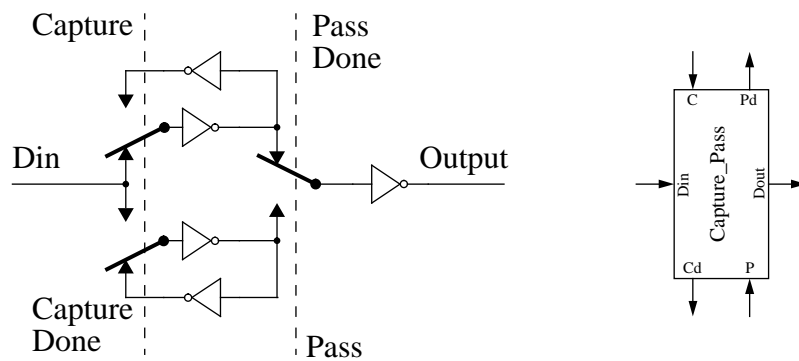 Capture
Pass
Done
Din
Output
Capture
Done
Pass
C
Pd
Din
Capture_Pass
Dout
Cd
P